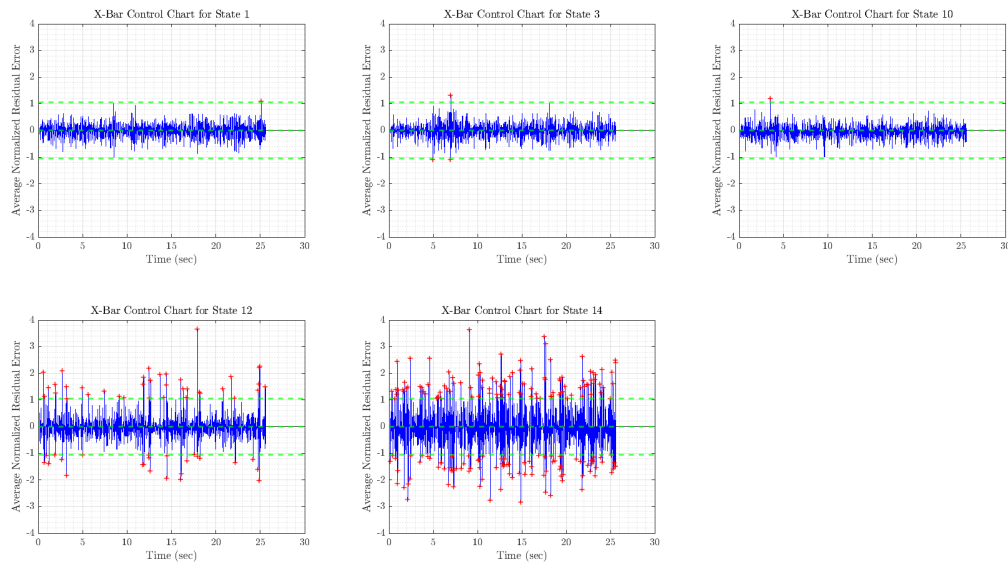 X-Bar Control Chart for State 1
Average Normalized Residual Error
4
3
2
1
0
-1
-2
-3
-4
0 5 10 15 20 25 30
Time (sec)
X-Bar Control Chart for State 3
Average Normalized Residual Error
4
3
2
1
0
-1
-2
-3
-4
0 5 10 15 20 25 30
Time (sec)
X-Bar Control Chart for State 10
Average Normalized Residual Error
4
3
2
1
0
-1
-2
-3
-4
0 5 10 15 20 25 30
Time (sec)
X-Bar Control Chart for State 12
Average Normalized Residual Error
4
3
2
1
0
-1
-2
-3
-4
0 5 10 15 20 25 30
Time (sec)
X-Bar Control Chart for State 14
Average Normalized Residual Error
4
3
2
1
0
-1
-2
-3
-4
0 5 10 15 20 25 30
Time (sec)